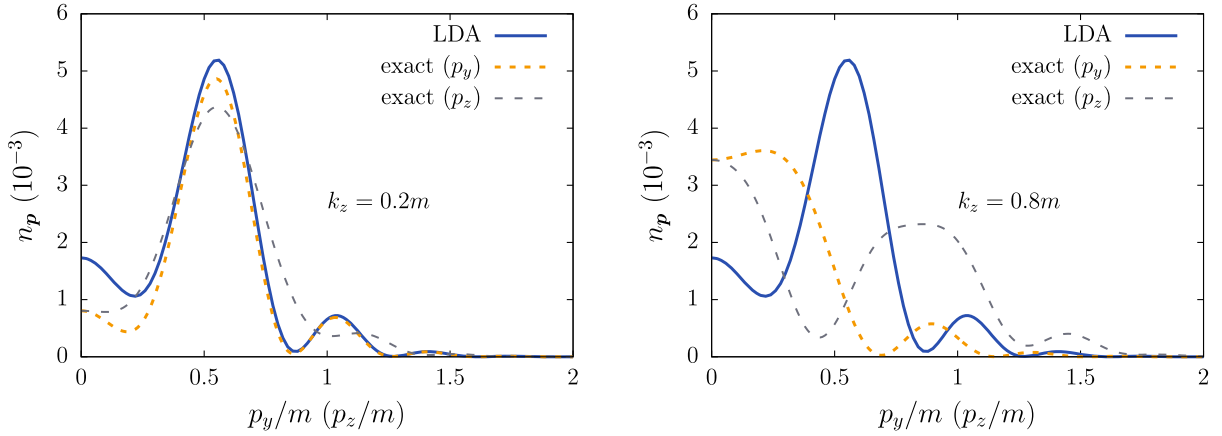 6
5
4
3
2
1
0
n_p (10^{-3})
LDA
exact (p_y)
exact (p_z)
k_z = 0.2m
0 0.5 1 1.5 2
p_y/m (p_z/m)
6
5
4
3
2
1
0
n_p (10^{-3})
LDA
exact (p_y)
exact (p_z)
k_z = 0.8m
0 0.5 1 1.5 2
p_y/m (p_z/m)